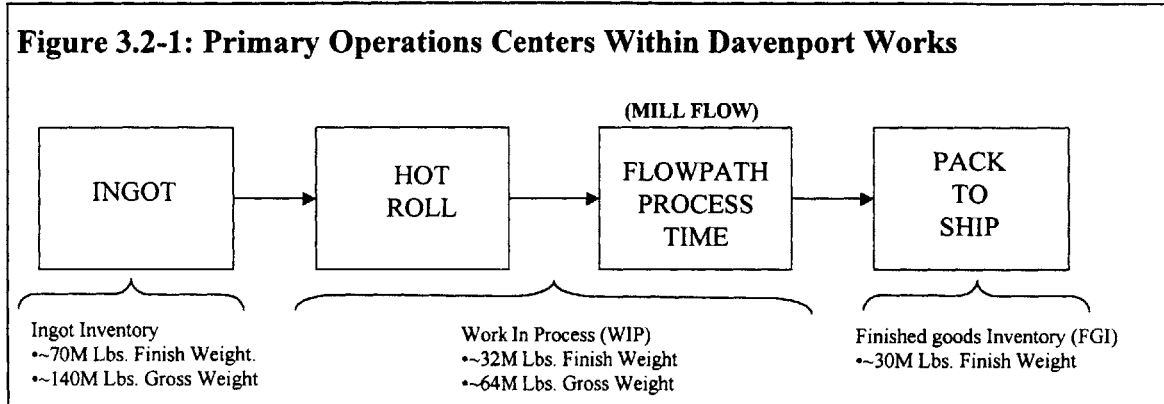 Figure 3.2-1: Primary Operations Centers Within Davenport Works
INGOT
HOT
ROLL
(MILL FLOW)
FLOWPATH
PROCESS
TIME
PACK
TO
SHIP
Ingot Inventory
•~70M Lbs. Finish Weight.
•~140M Lbs. Gross Weight
Work In Process (WIP)
•~32M Lbs. Finish Weight
•~64M Lbs. Gross Weight
Finished goods Inventory (FGI)
•~30M Lbs. Finish Weight